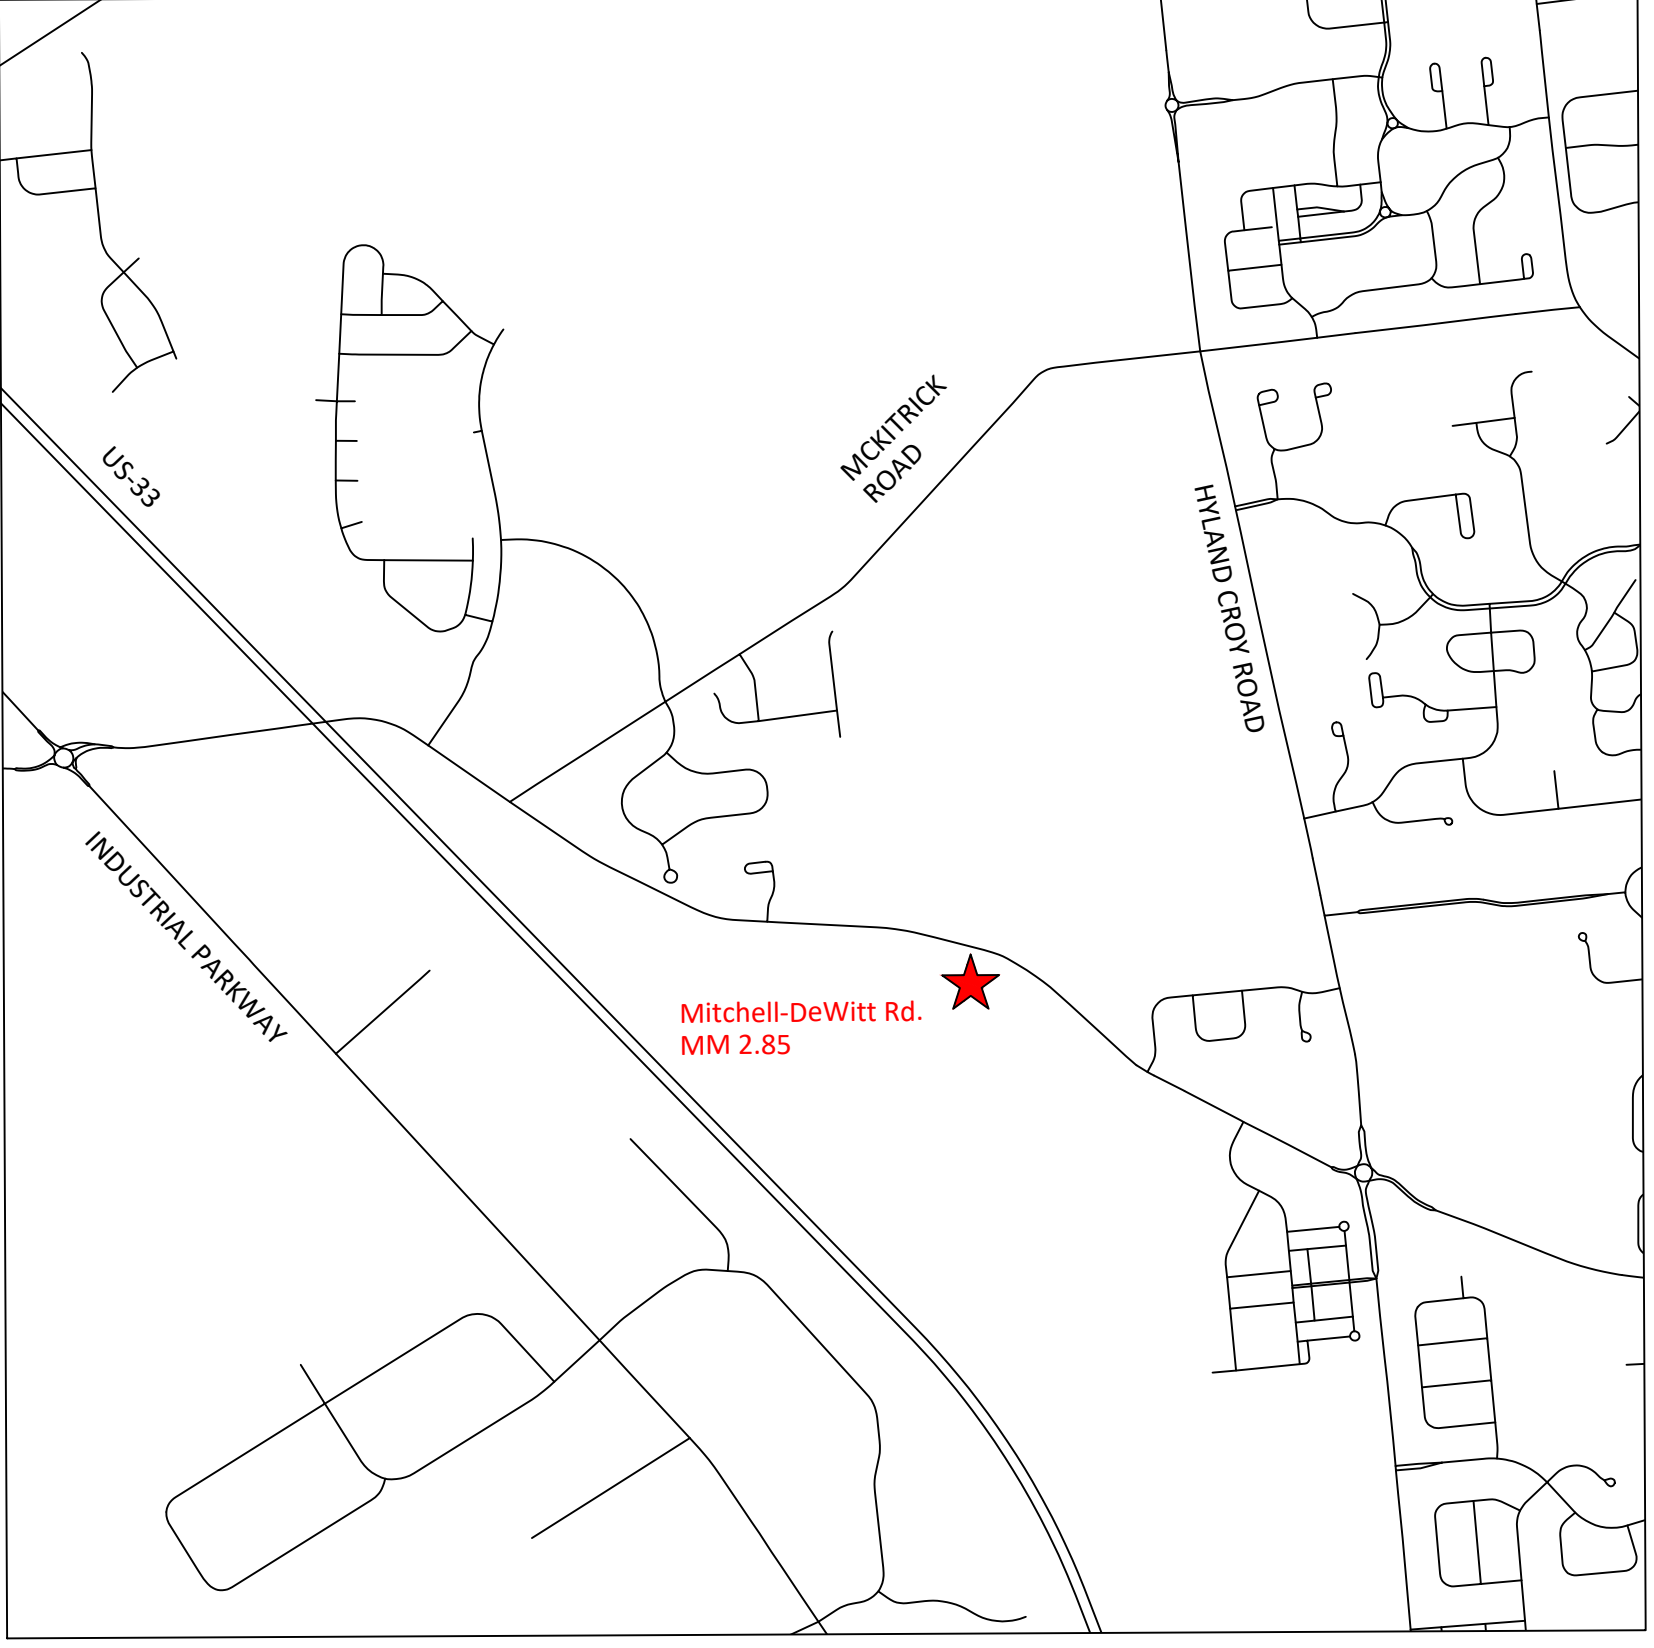 US-33
MCKITRICK
ROAD
HYLAND CROY ROAD
INDUSTRIAL PARKWAY
Mitchell-DeWitt Rd.
MM 2.85